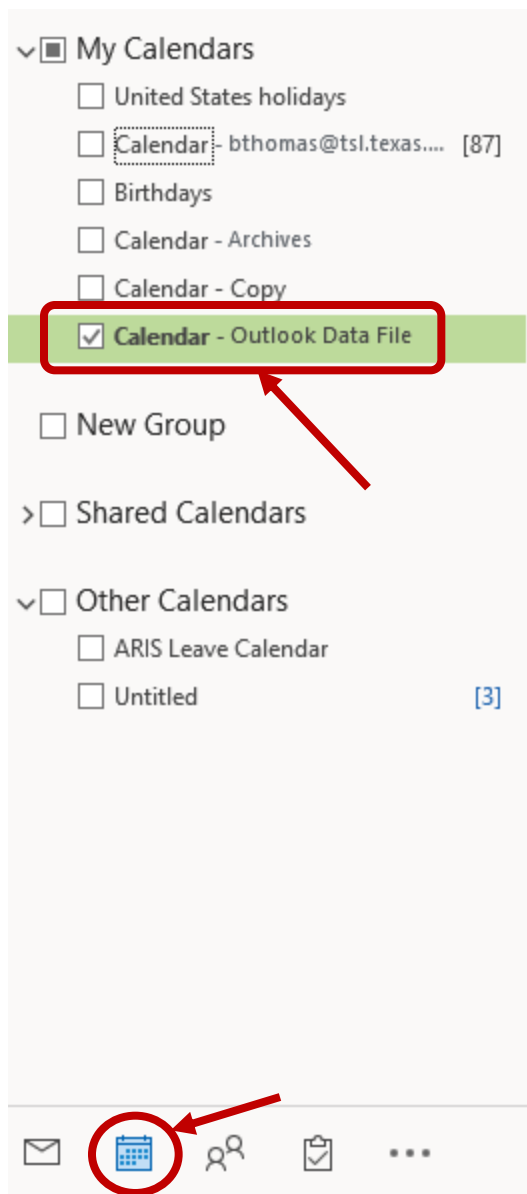 My Calendars
United States holidays
Calendar - bthomas@tsl.texas.... [87]
Birthdays
Calendar - Archives
Calendar - Copy
Calendar - Outlook Data File
New Group
Shared Calendars
Other Calendars
ARIS Leave Calendar
Untitled [3]